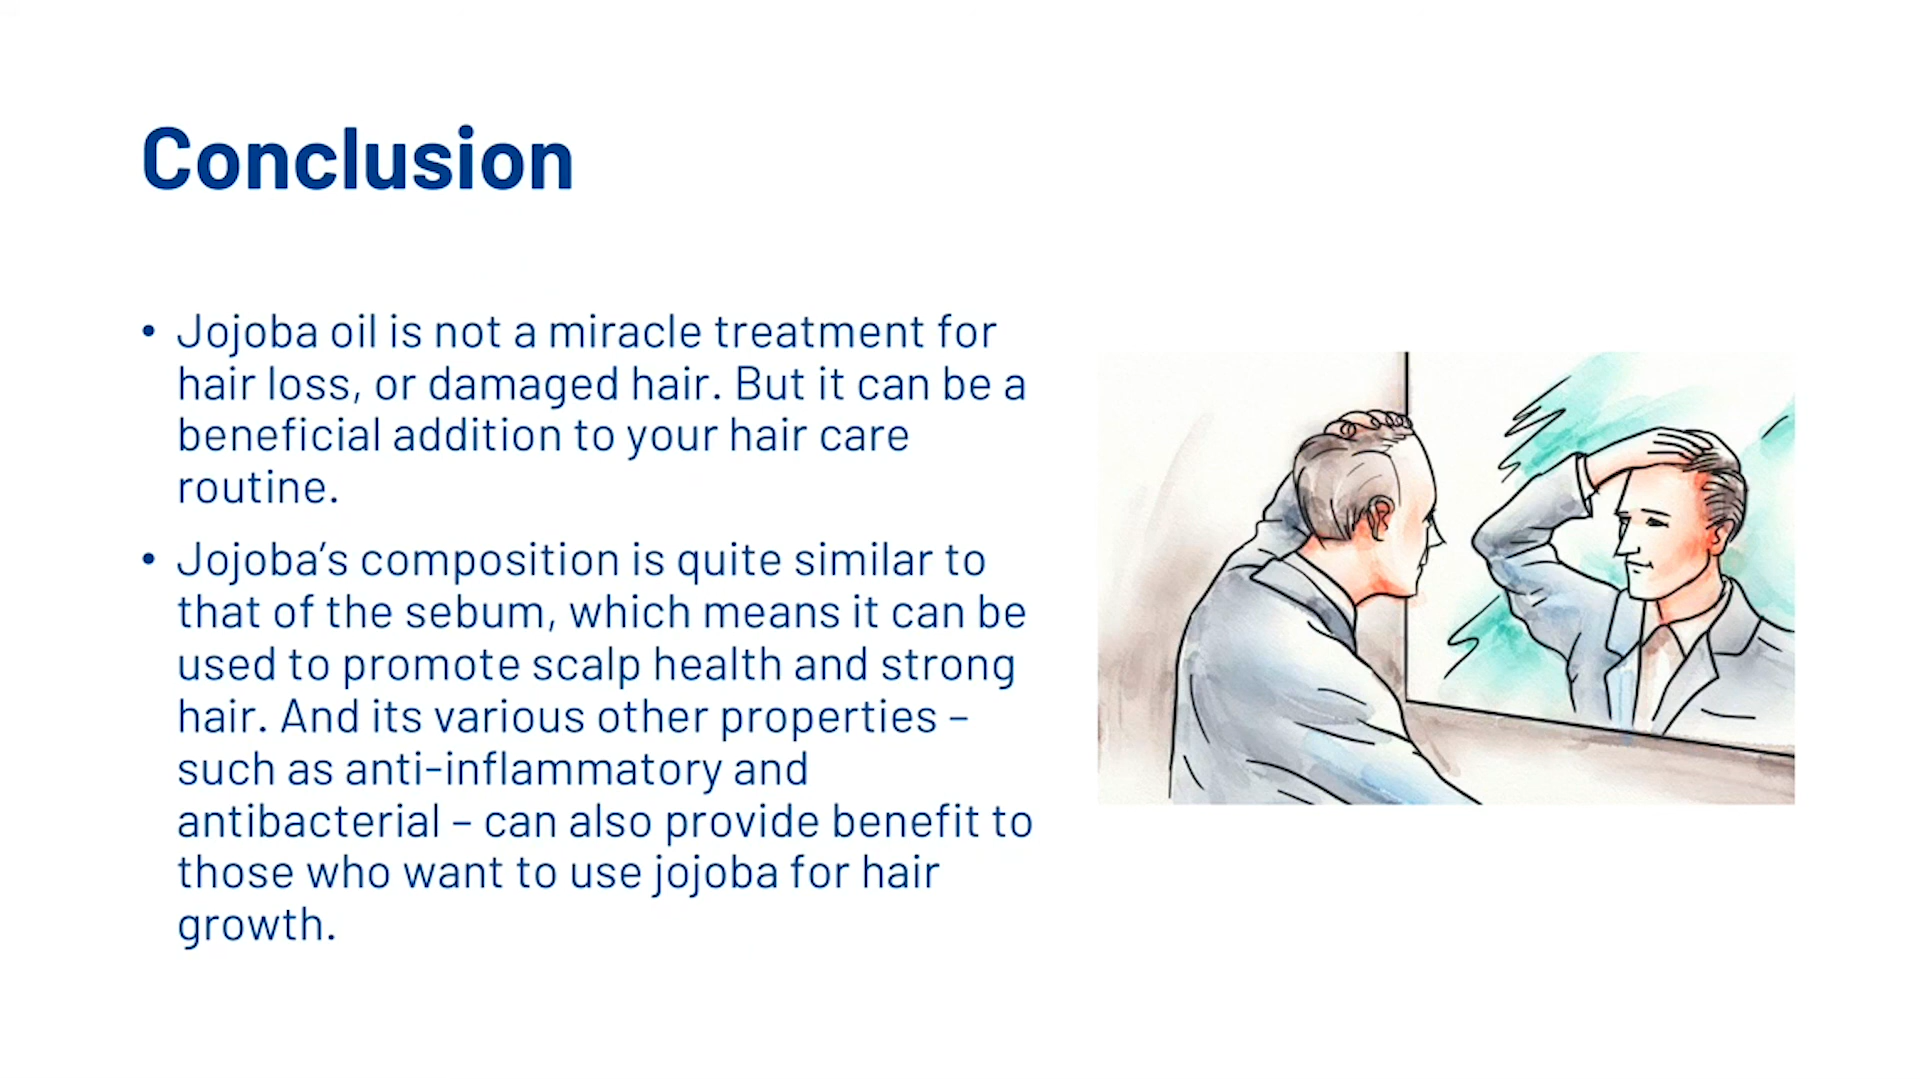 Conclusion
• Jojoba oil is not a miracle treatment for
hair loss, or damaged hair. But it can be a
beneficial addition to your hair care
routine.
• Jojoba’s composition is quite similar to
that of the sebum, which means it can be
used to promote scalp health and strong
hair. And its various other properties –
such as anti-inflammatory and
antibacterial – can also provide benefit to
those who want to use jojoba for hair
growth.